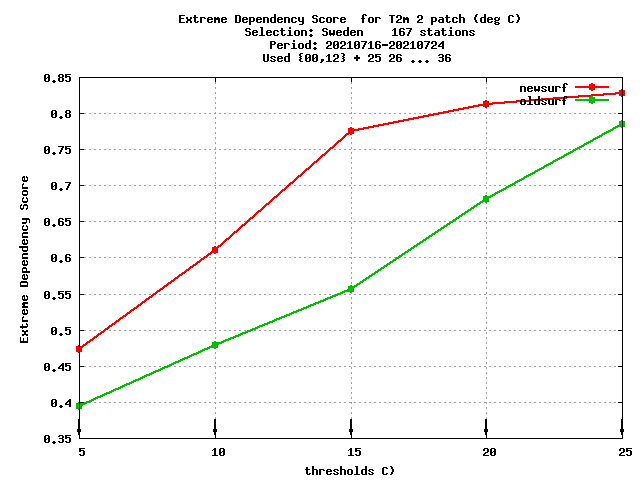 Extreme Dependency Score  for T2m 2 patch (deg C)
Selection: Sweden    167 stations
Period: 20210716-20210724
Used {00,12} + 25 26 ... 36
newsurf
oldsurf
Extreme Dependency Score
0.85
0.8
0.75
0.7
0.65
0.6
0.55
0.5
0.45
0.4
0.35
5 10 15 20 25
thresholds C)